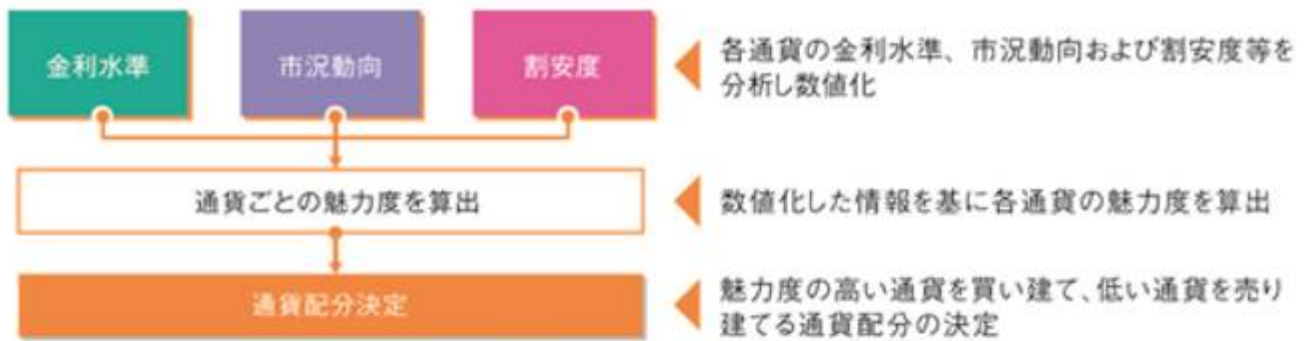 金利水準
市況動向
割安度
各通貨の金利水準、市況動向および割安度等を
分析し数値化
通貨ごとの魅力度を算出
数値化した情報を基に各通貨の魅力度を算出
通貨配分決定
魅力度の高い通貨を買い建て、低い通貨を売り
建てる通貨配分の決定